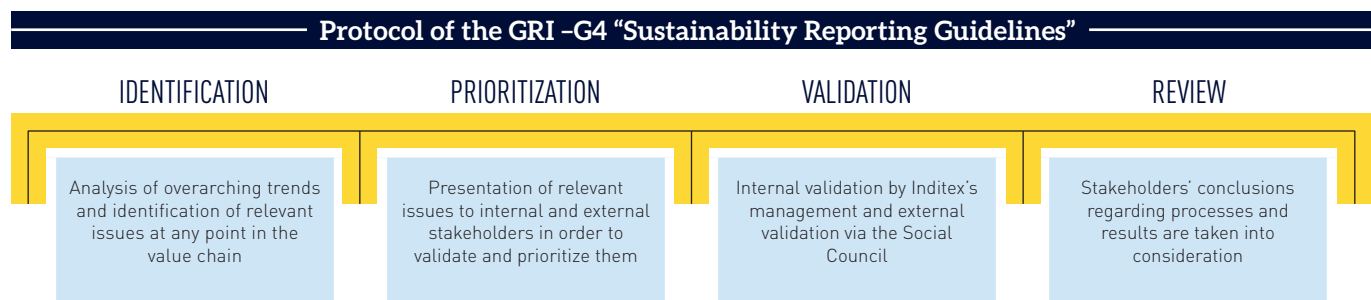 Protocol of the GRI –G4 “Sustainability Reporting Guidelines”
IDENTIFICATION
Analysis of overarching trends
and identification of relevant
issues at any point in the
value chain
PRIORITIZATION
Presentation of relevant
issues to internal and external
stakeholders in order to
validate and prioritize them
VALIDATION
Internal validation by Inditex’s
management and external
validation via the Social
Council
REVIEW
Stakeholders’ conclusions
regarding processes and
results are taken into
consideration